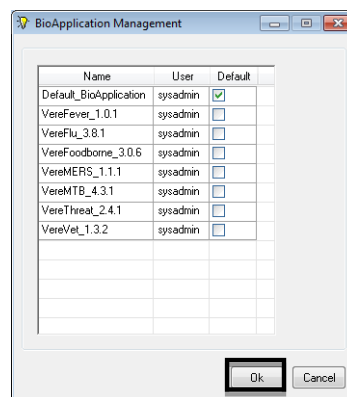 BioApplication Management
Name User Default
Default_BioApplication sysadmin
VereFever_1.0.1 sysadmin
VereFlu_3.8.1 sysadmin
VereFoodborne_3.0.6 sysadmin
VereMERS_1.1.1 sysadmin
VereMTB_4.3.1 sysadmin
VereThreat_2.4.1 sysadmin
VereVet_1.3.2 sysadmin
Ok Cancel